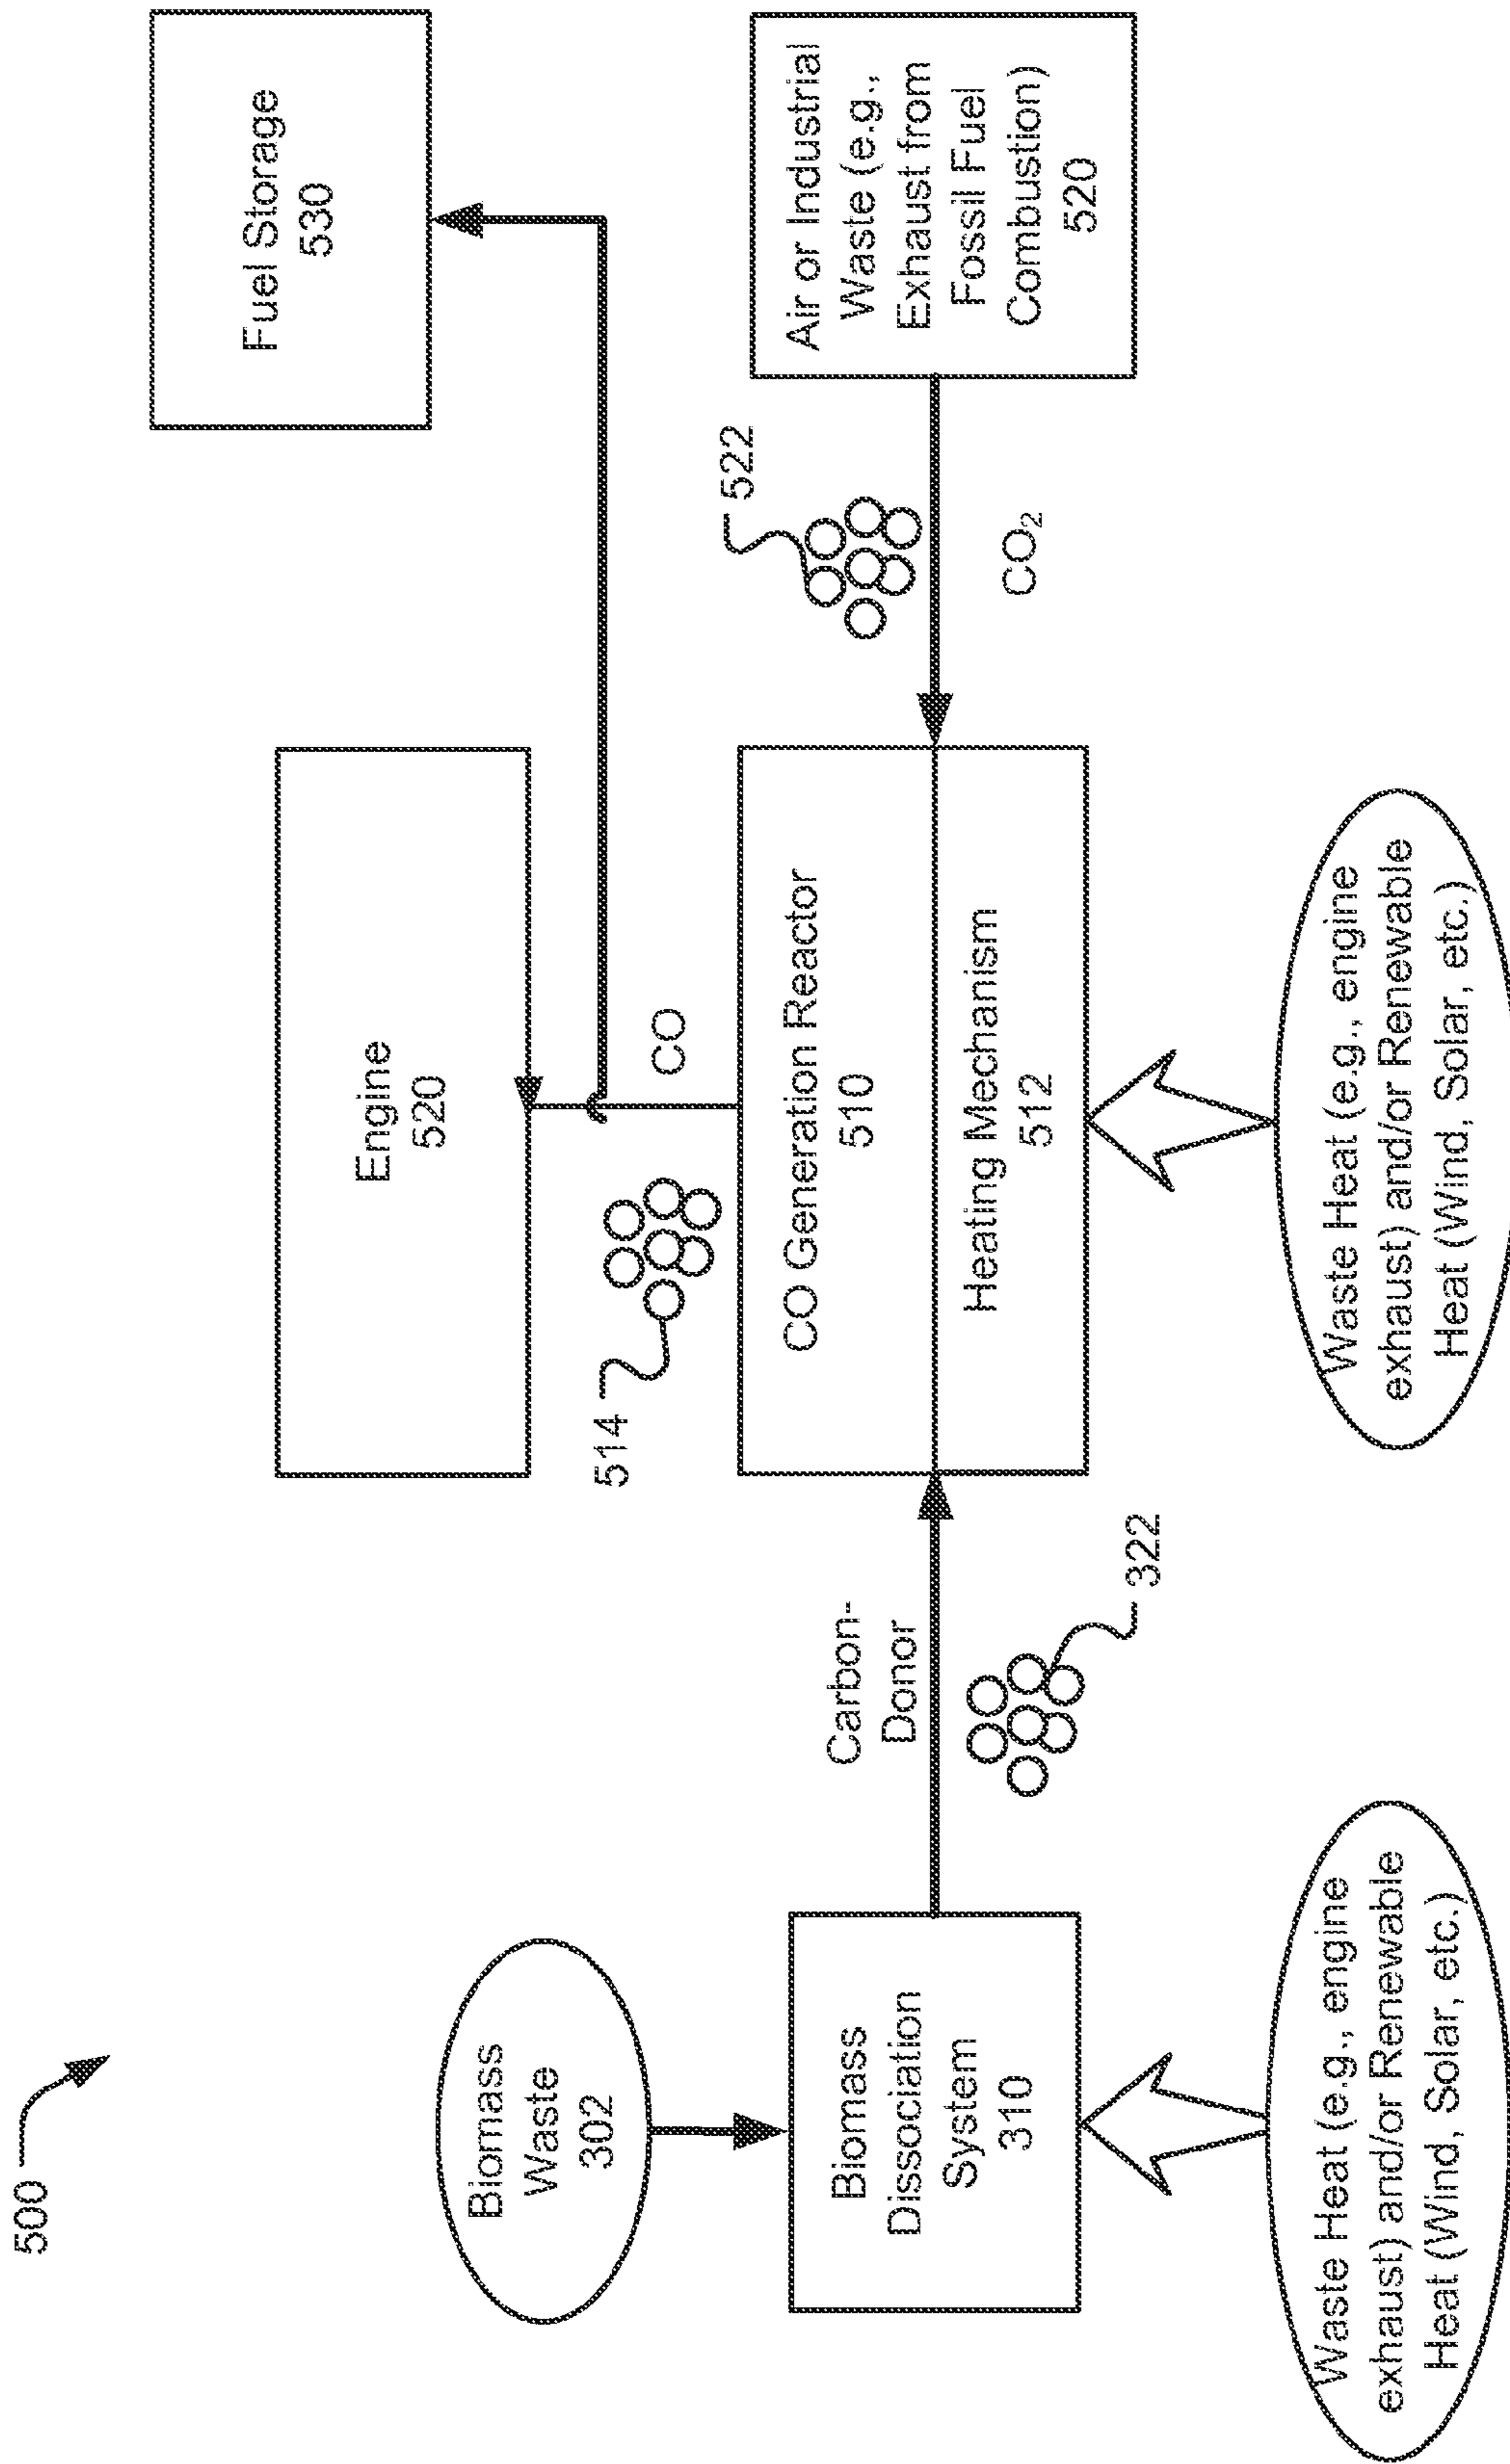 500
Biomass
Waste
302
Biomass
Dissociation
System
310
Waste Heat (e.g., engine
exhaust) and/or Renewable
Heat (Wind, Solar, etc.)
Carbon-
Donor
322
Engine
520
514
CO
CO Generation Reactor
510
Heating Mechanism
512
Waste Heat (e.g., engine
exhaust) and/or Renewable
Heat (Wind, Solar, etc.)
Fuel Storage
530
522
CO₂
Air or Industrial
Waste (e.g.,
Exhaust from
Fossil Fuel
Combustion)
520